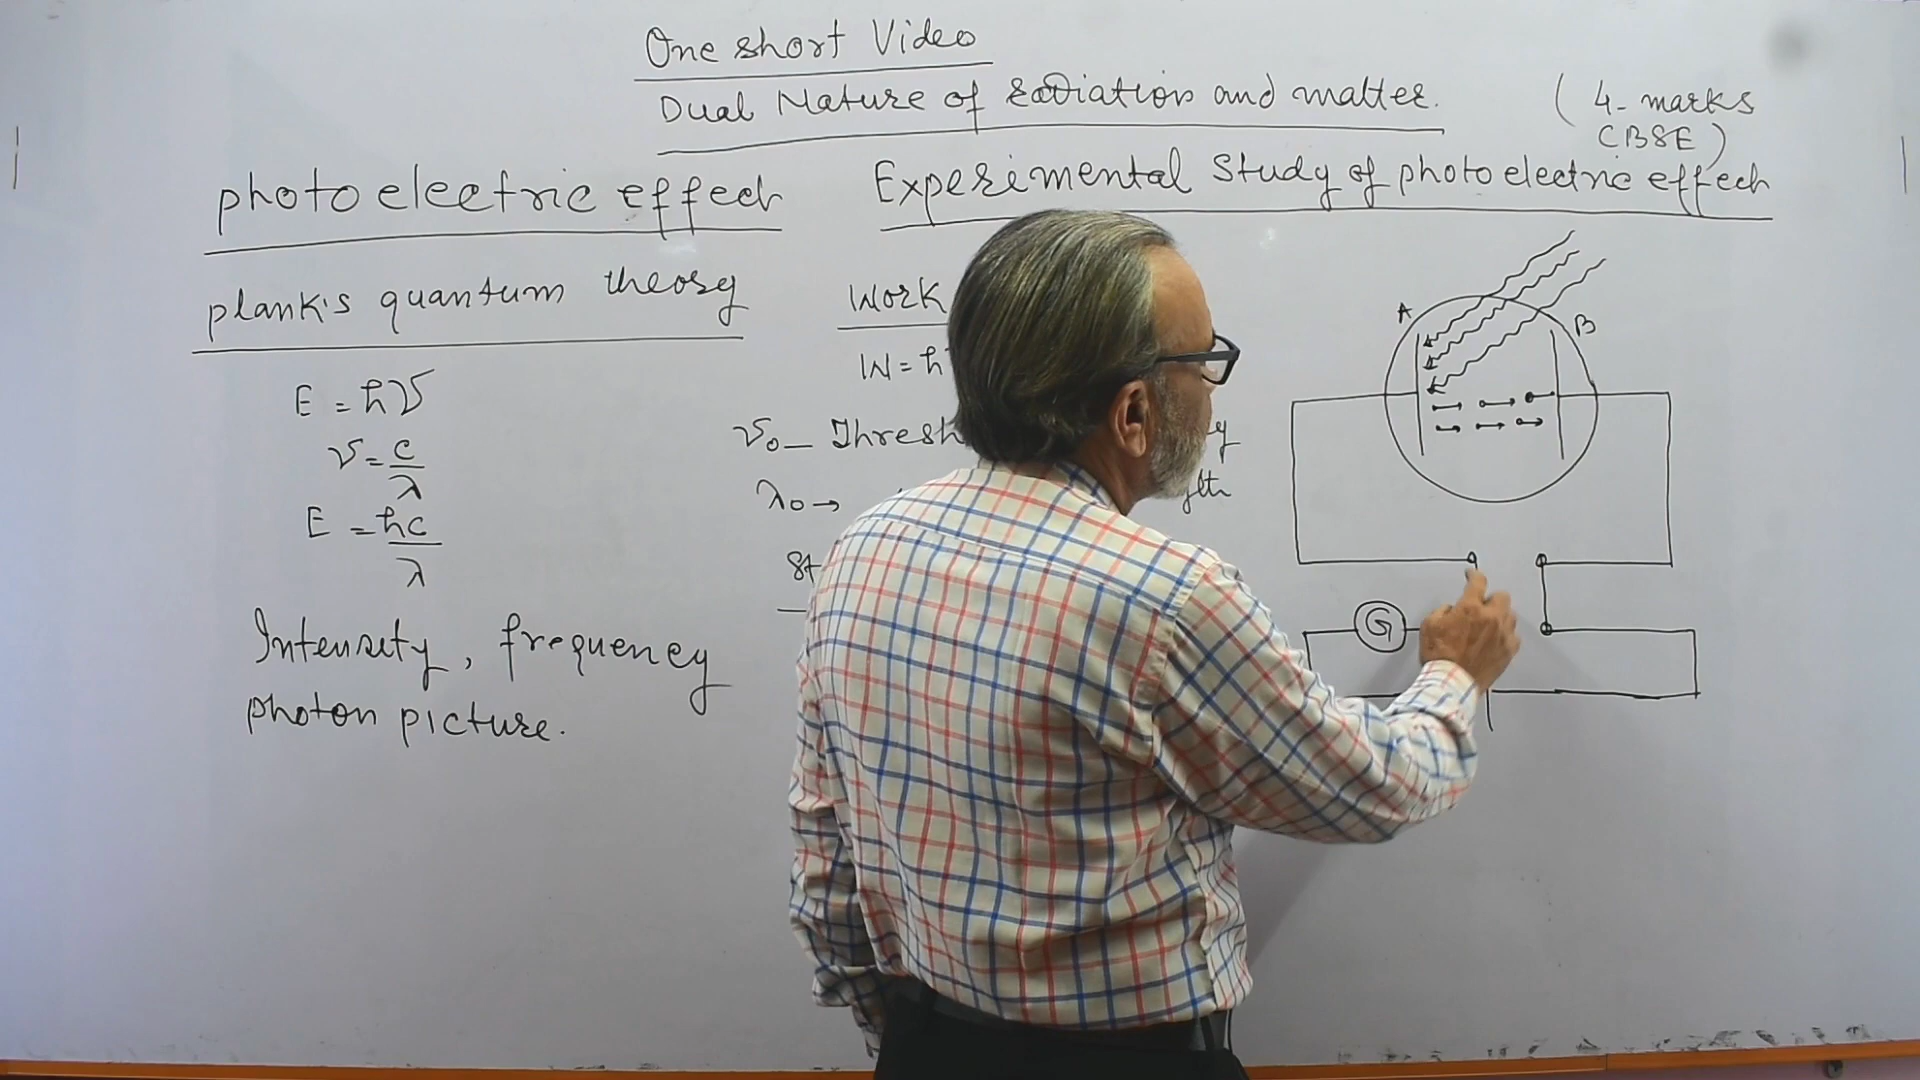 One short Video
Dual Nature of radiation and matter.
( 4- marks
CBSE )
photo electric effect
Experimental Study of photo electric effect
plank's quantum theory
E = hν
ν = c/λ
E = hc/λ
Intensity, frequency
photon picture.
Work
W = h
ν0 - Thresh
λ0 →
St
A
B
G